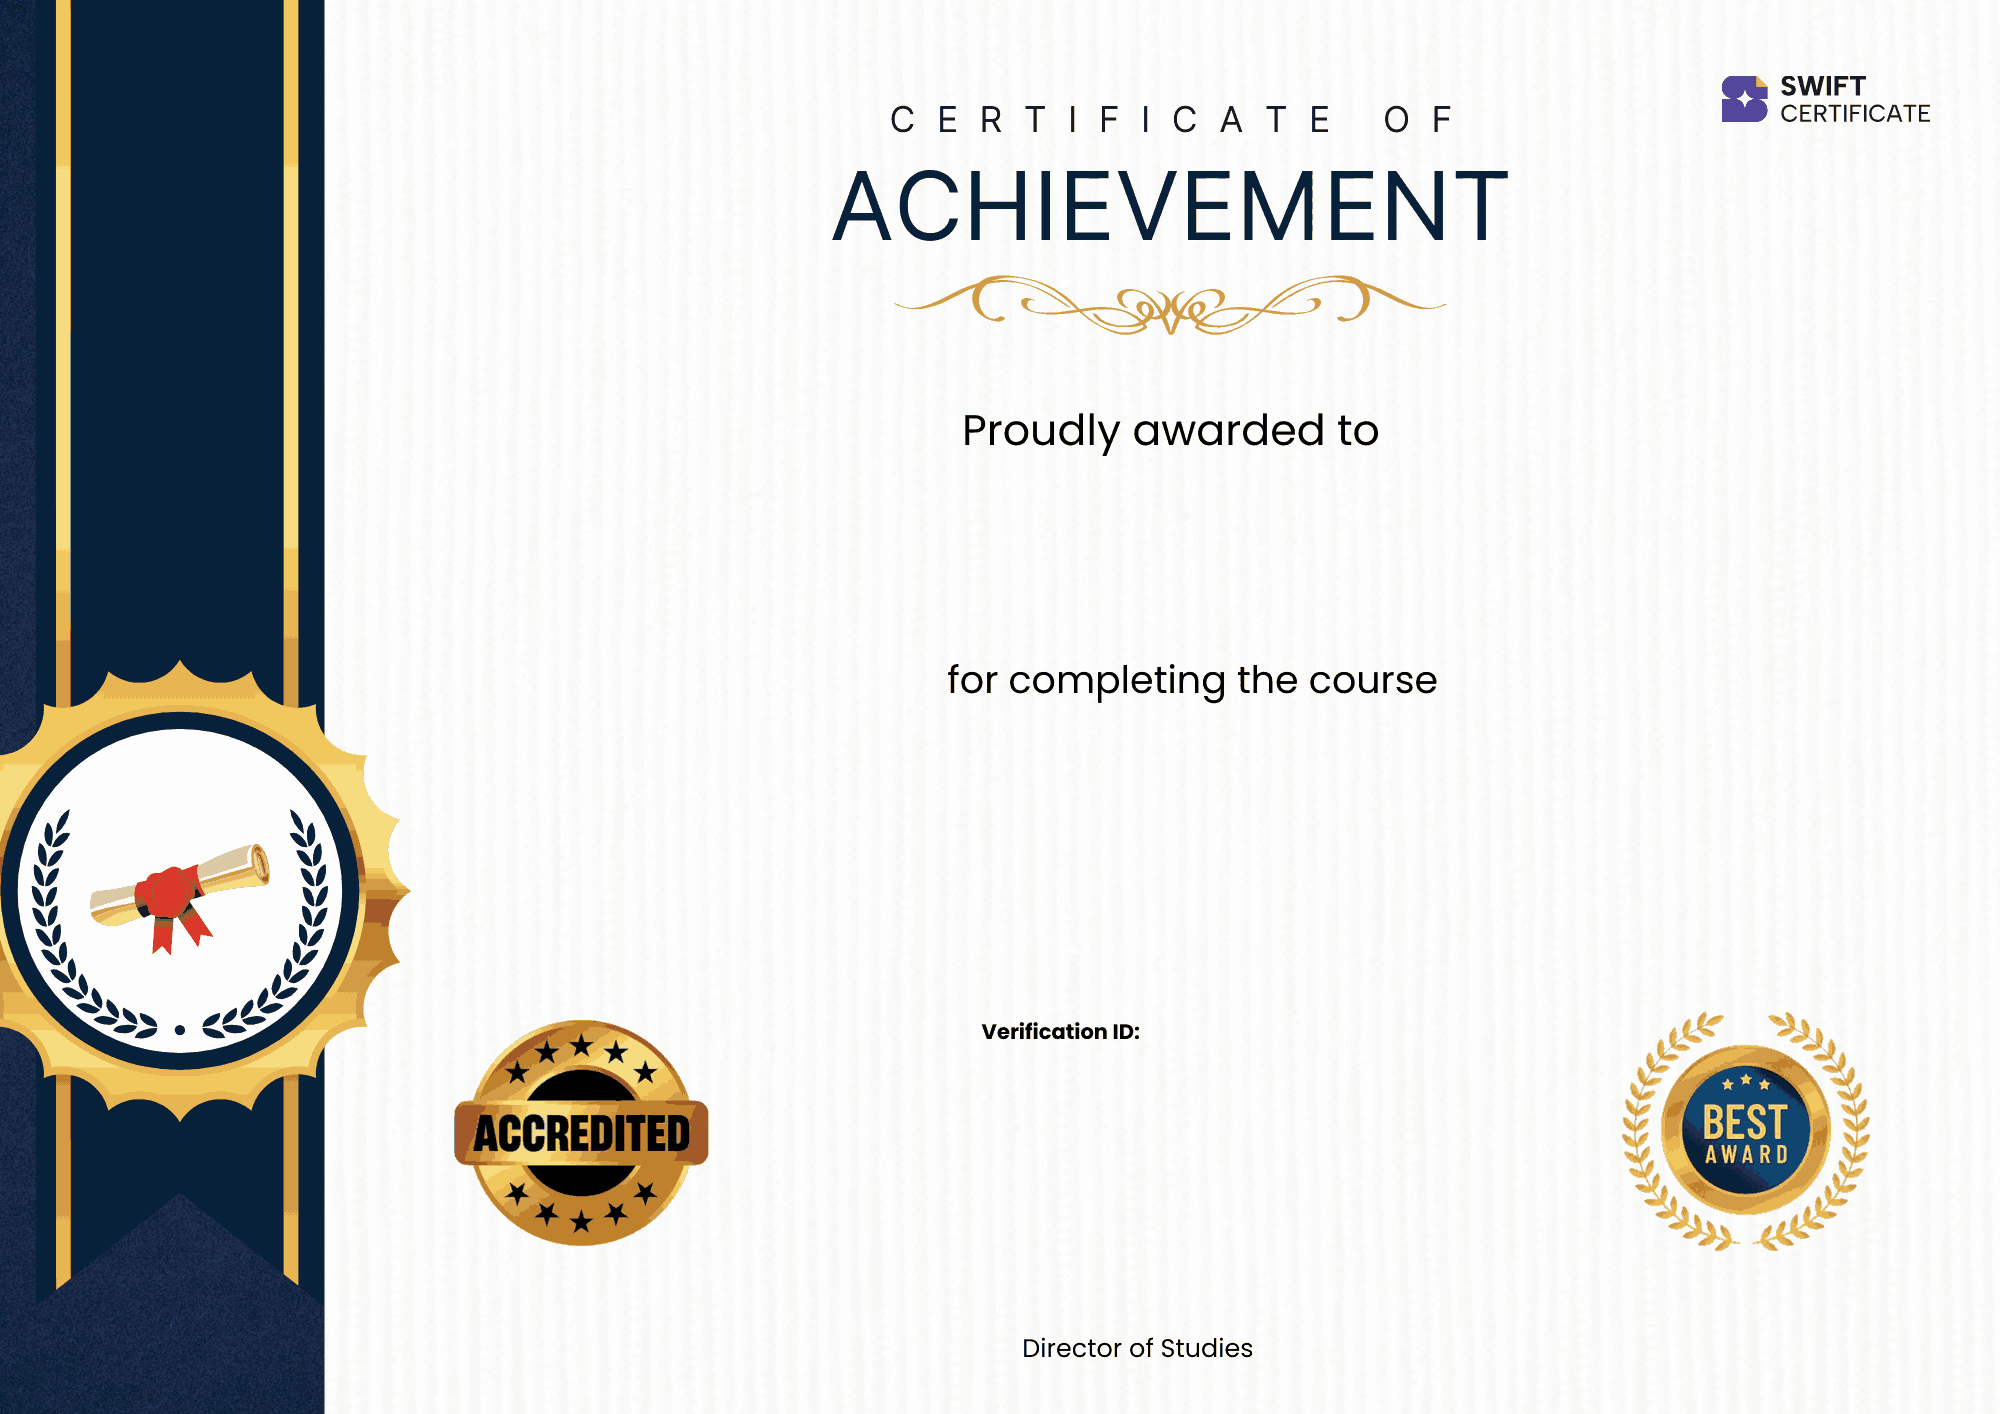 SWIFT
CERTIFICATE
CERTIFICATE OF
ACHIEVEMENT
Proudly awarded to
for completing the course
Verification ID:
ACCREDITED
BEST
AWARD
Director of Studies